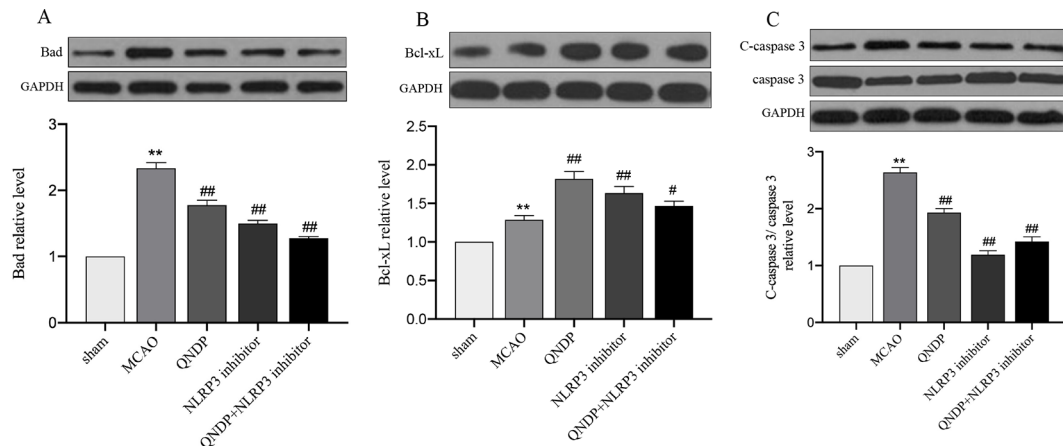 A
Bad
GAPDH
Bad relative level
3
2
1
0
**
##
##
##
sham
MCAO
QNDP
NLRP3 inhibitor
QNDP+NLRP3 inhibitor
B
Bcl-xL
GAPDH
Bcl-xL relative level
2.5
2.0
1.5
1.0
0.5
0.0
**
##
##
#
sham
MCAO
QNDP
NLRP3 inhibitor
QNDP+NLRP3 inhibitor
C
C-caspase 3
caspase 3
GAPDH
C-caspase 3/ caspase 3
relative level
3
2
1
0
**
##
##
##
sham
MCAO
QNDP
NLRP3 inhibitor
QNDP+NLRP3 inhibitor